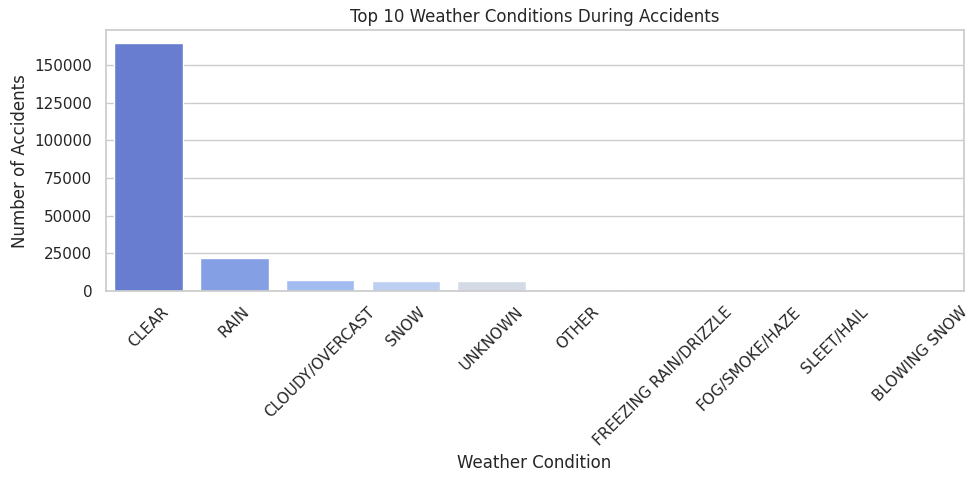 Top 10 Weather Conditions During Accidents
Number of Accidents
150000
125000
100000
75000
50000
25000
0
CLEAR
RAIN
CLOUDY/OVERCAST
SNOW
UNKNOWN
OTHER
FREEZING RAIN/DRIZZLE
FOG/SMOKE/HAZE
SLEET/HAIL
BLOWING SNOW
Weather Condition